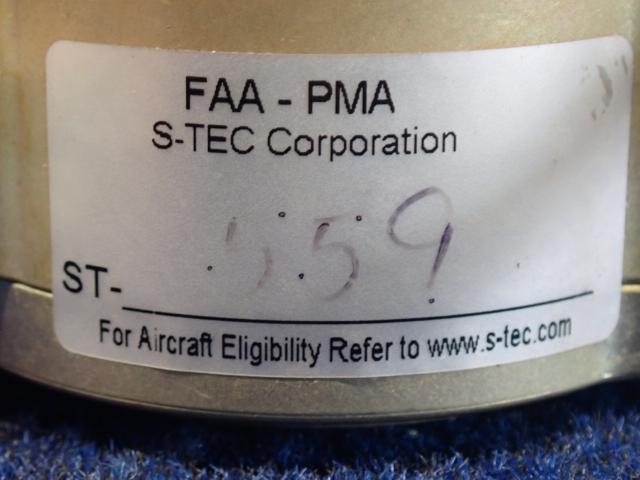 FAA - PMA
S-TEC Corporation
ST- 559
For Aircraft Eligibility Refer to www.s-tec.com